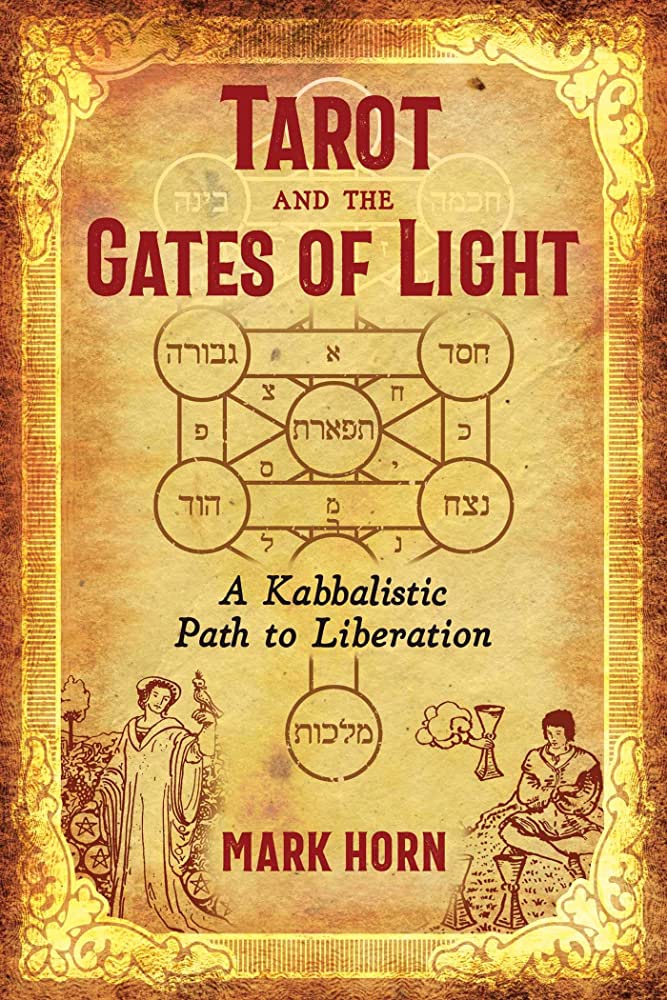 TAROT
בינה
חכמה
AND THE
GATES OF LIGHT
גבורה
א
חסד
צ
ח
פ
תפארת
כ
ס
י
הוד
מ
נצח
ל
נ
A Kabbalistic
Path to Liberation
מלכות
MARK HORN